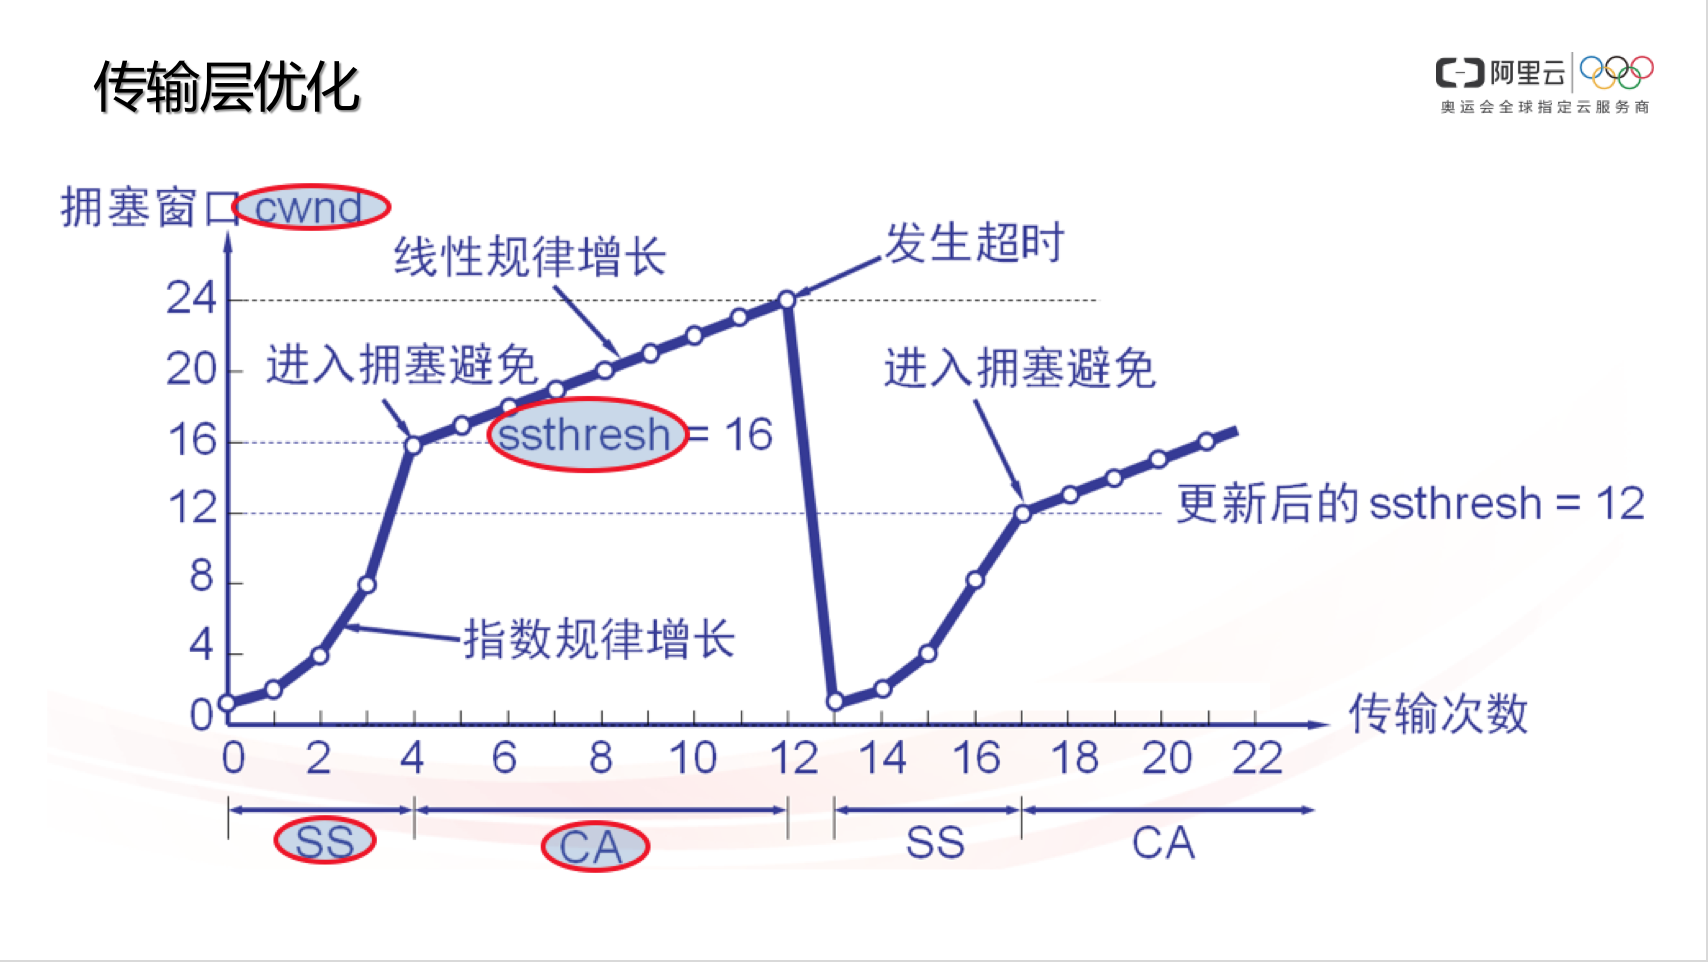 传输层优化
阿里云
奥运会全球指定云服务商
拥塞窗口 cwnd
发生超时
线性规律增长
24
进入拥塞避免
进入拥塞避免
20
ssthresh = 16
16
更新后的 ssthresh = 12
12
8
指数规律增长
4
0
传输次数
0 2 4 6 8 10 12 14 16 18 20 22
SS CA SS CA